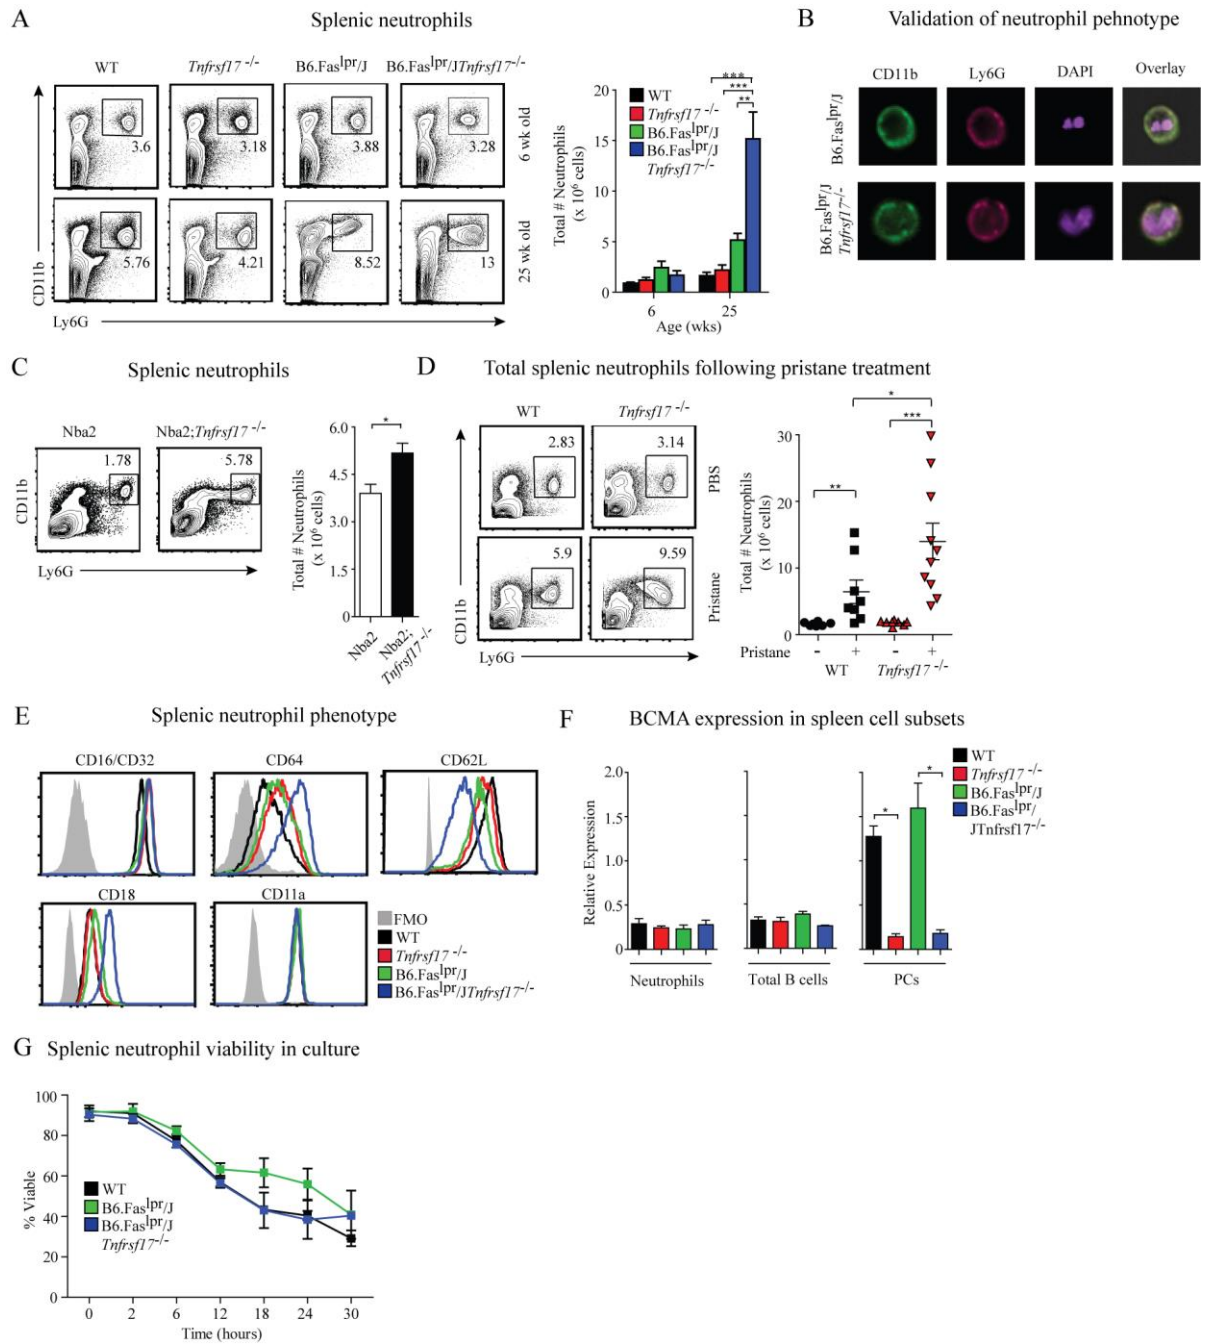 A
Splenic neutrophils
WT
Tnfrsf17 -/-
B6.Faslpr/J
B6.Faslpr/JTnfrsf17-/-
3.6
3.18
3.88
3.28
6 wk old
5.76
4.21
8.52
13
25 wk old
CD11b
Ly6G
Total # Neutrophils
(x 10⁶ cells)
20
15
10
5
0
WT
Tnfrsf17 -/-
B6.Faslpr/J
B6.Faslpr/J
Tnfrsf17-/-
***
***
**
6
25
Age (wks)
B
Validation of neutrophil pehnotype
CD11b
Ly6G
DAPI
Overlay
B6.Faslpr/J
B6.Faslpr/J
Tnfrsf17-/-
C
Splenic neutrophils
Nba2
Nba2;Tnfrsf17 -/-
1.78
5.78
CD11b
Ly6G
Total # Neutrophils
(x 10⁶ cells)
6.0
4.5
3.0
1.5
0
*
Nba2
Nba2;
Tnfrsf17 -/-
D
Total splenic neutrophils following pristane treatment
WT
Tnfrsf17 -/-
2.83
3.14
PBS
5.9
9.59
Pristane
CD11b
Ly6G
Total # Neutrophils
(x 10⁶ cells)
30
20
10
0
*
***
**
Pristane
-
+
-
+
WT
Tnfrsf17 -/-
E
Splenic neutrophil phenotype
CD16/CD32
CD64
CD62L
CD18
CD11a
FMO
WT
Tnfrsf17 -/-
B6.Faslpr/J
B6.Faslpr/JTnfrsf17-/-
F
BCMA expression in spleen cell subsets
Relative Expression
2.0
1.5
1.0
0.5
0
*
*
WT
Tnfrsf17 -/-
B6.Faslpr/J
B6.Faslpr/
JTnfrsf17-/-
Neutrophils
Total B cells
PCs
G
Splenic neutrophil viability in culture
% Viable
100
80
60
40
20
0
WT
B6.Faslpr/J
B6.Faslpr/J
Tnfrsf17-/-
0
2
6
12
18
24
30
Time (hours)